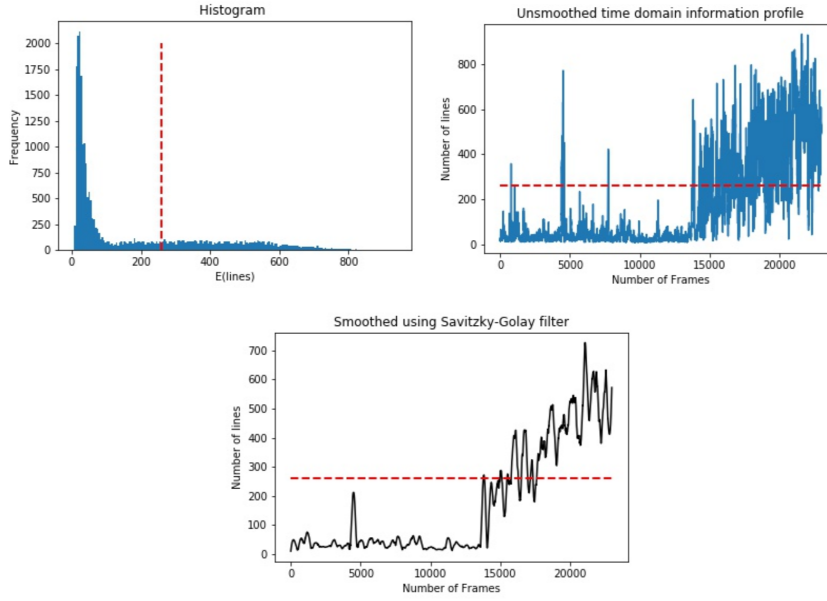 Histogram
2000
1750
1500
1250
1000
750
500
250
0
Frequency
0 200 400 600 800
E(lines)
Unsmoothed time domain information profile
800
600
400
200
0
Number of lines
0 5000 10000 15000 20000
Number of Frames
Smoothed using Savitzky-Golay filter
700
600
500
400
300
200
100
0
Number of lines
0 5000 10000 15000 20000
Number of Frames